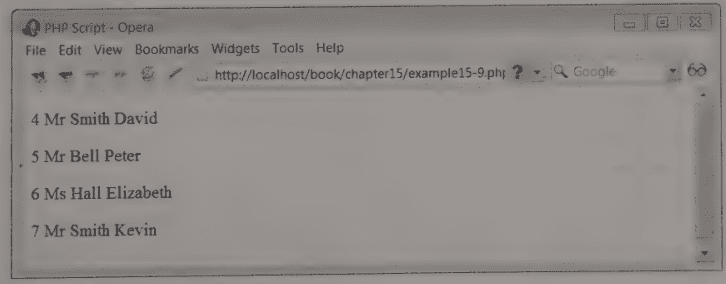 PHP Script - Opera
File Edit View Bookmarks Widgets Tools Help
http://localhost/book/chapter15/example15-9.php ? Google
4 Mr Smith David
5 Mr Bell Peter
6 Ms Hall Elizabeth
7 Mr Smith Kevin